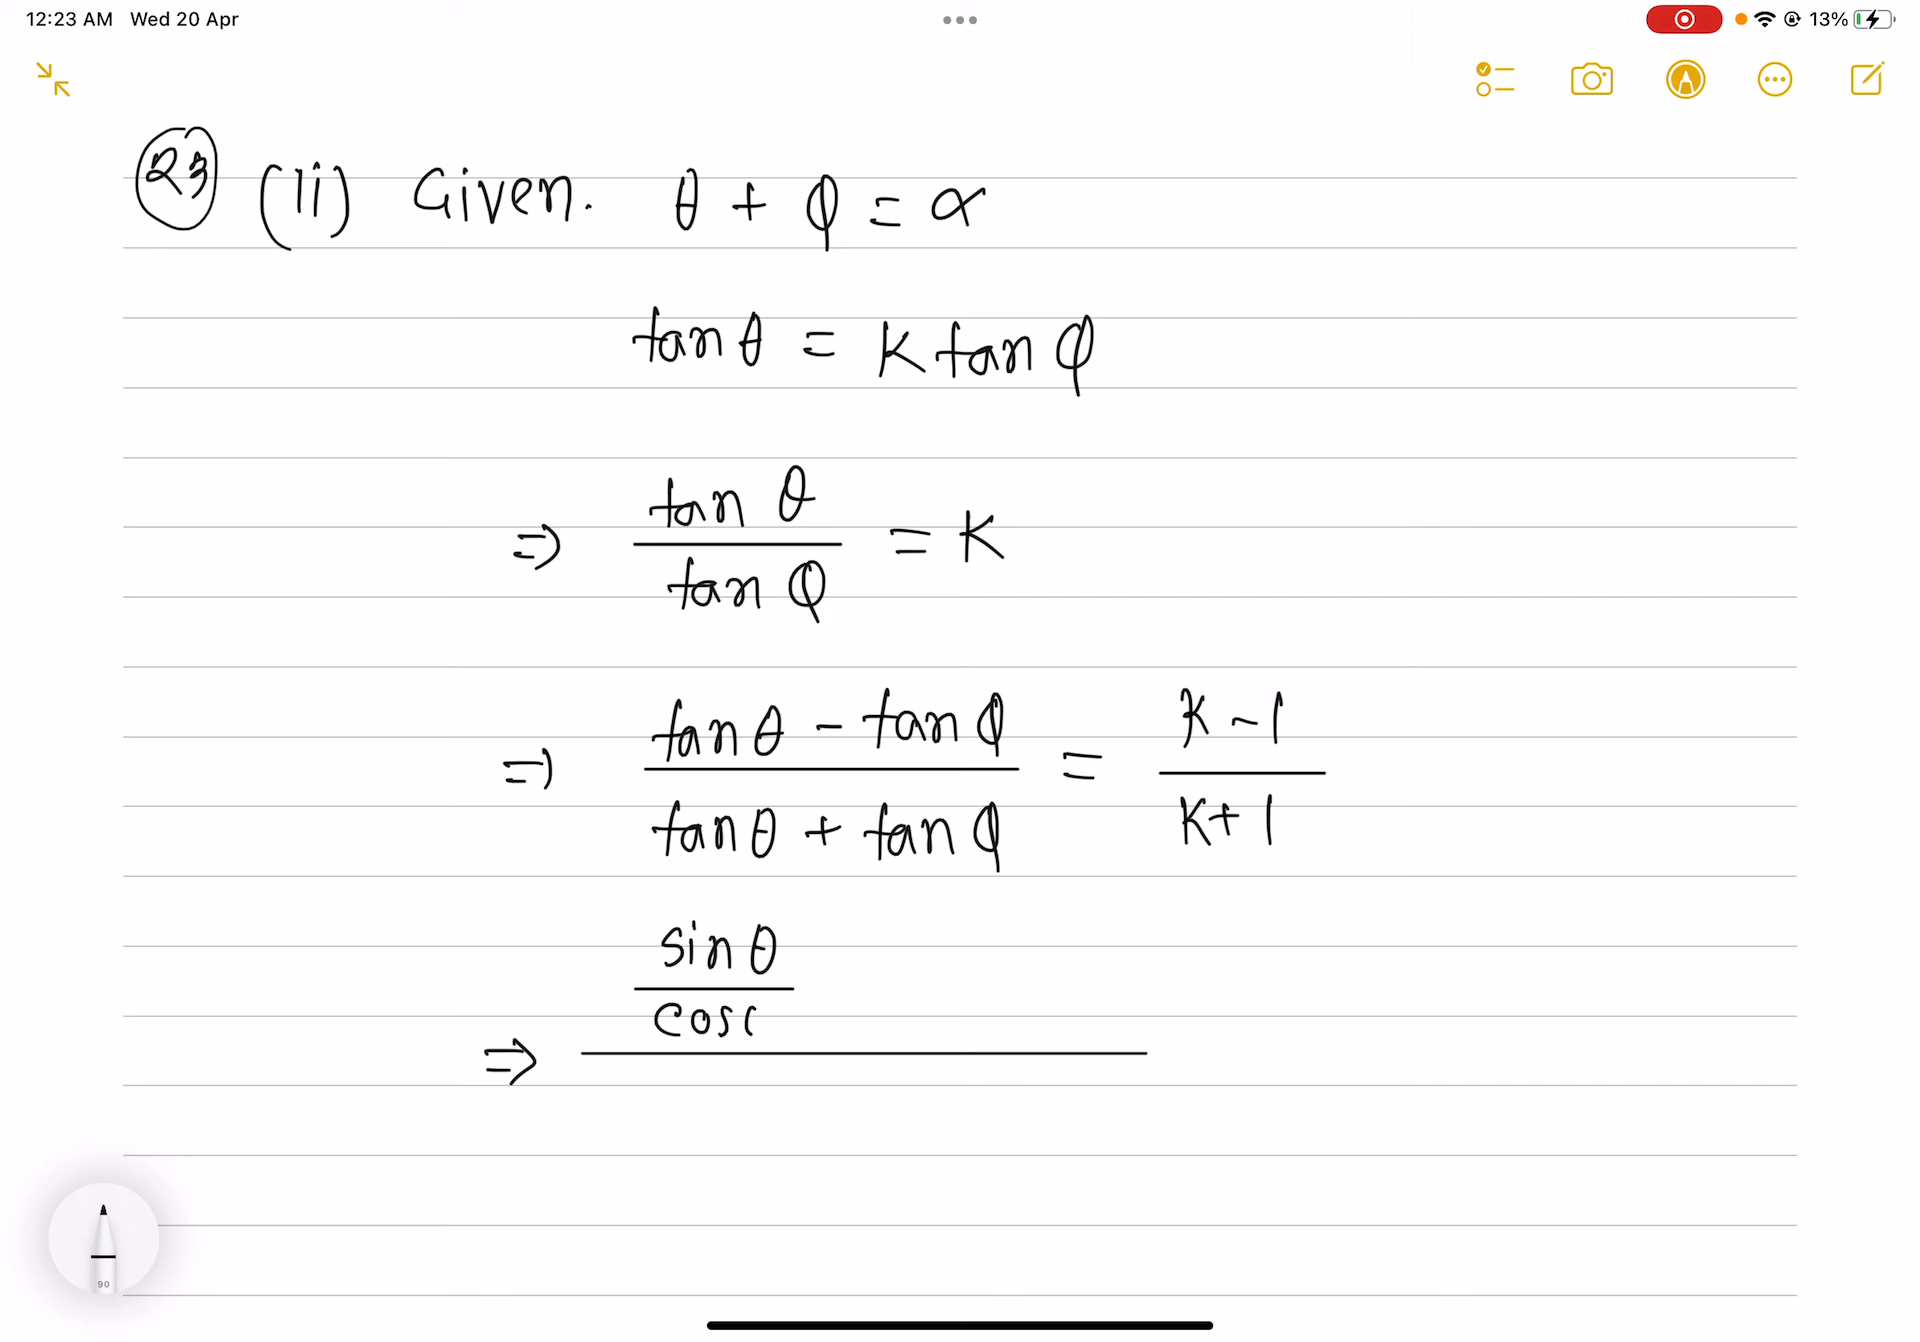 12:23 AM Wed 20 Apr
13%
23 (ii) Given. θ + φ = α
tan θ = K tan φ
⇒ tan θ / tan φ = K
⇒ tan θ - tan φ / tan θ + tan φ = K - 1 / K + 1
⇒ sin θ / cos
90